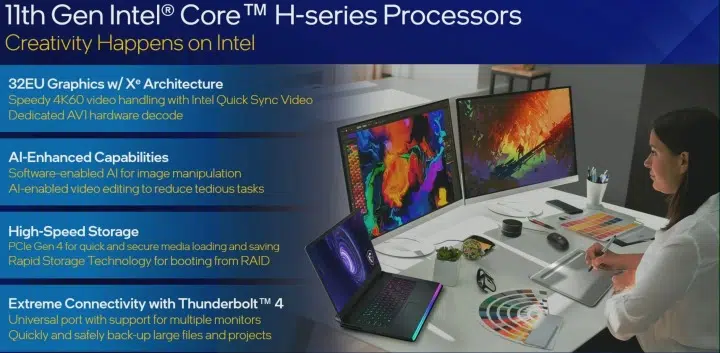 11th Gen Intel® Core™ H-series Processors
Creativity Happens on Intel
32EU Graphics w/ Xᵉ Architecture
Speedy 4K60 video handling with Intel Quick Sync Video
Dedicated AV1 hardware decode
AI-Enhanced Capabilities
Software-enabled AI for image manipulation
AI-enabled video editing to reduce tedious tasks
High-Speed Storage
PCIe Gen 4 for quick and secure media loading and saving
Rapid Storage Technology for booting from RAID
Extreme Connectivity with Thunderbolt™ 4
Universal port with support for multiple monitors
Quickly and safely back-up large files and projects